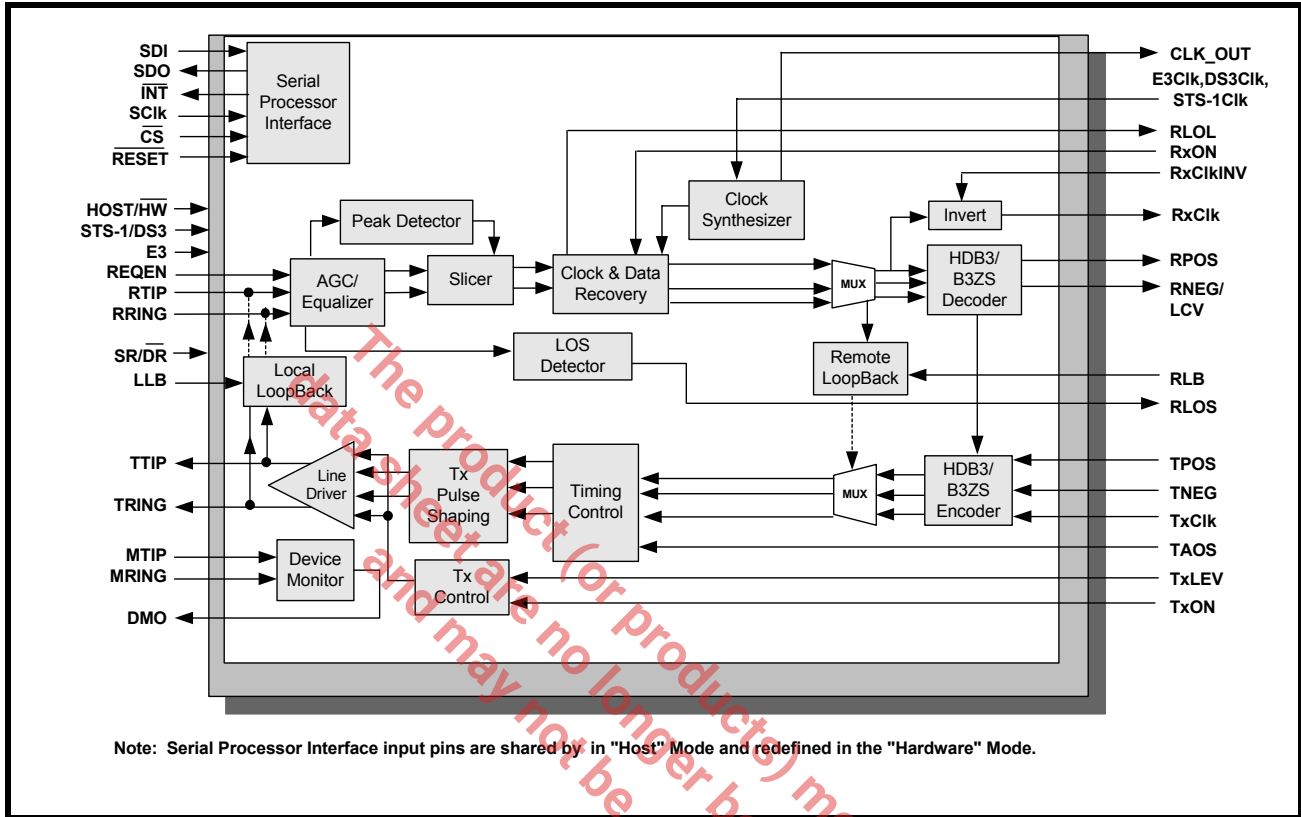 SDI
SDO
INT
SClk
CS
RESET
HOST/HW
STS-1/DS3
E3
REQEN
RTIP
RRING
SR/DR
LLB
TTIP
TRING
MTIP
MRING
DMO
Serial
Processor
Interface
Peak Detector
AGC/
Equalizer
Slicer
Clock & Data
Recovery
Clock
Synthesizer
MUX
Invert
HDB3/
B3ZS
Decoder
LOS
Detector
Remote
LoopBack
Local
LoopBack
Line
Driver
Tx
Pulse
Shaping
Timing
Control
MUX
HDB3/
B3ZS
Encoder
Device
Monitor
Tx
Control
CLK_OUT
E3Clk,DS3Clk,
STS-1Clk
RLOL
RxON
RxClkINV
RxClk
RPOS
RNEG/
LCV
RLB
RLOS
TPOS
TNEG
TxClk
TAOS
TxLEV
TxON
Note: Serial Processor Interface input pins are shared by in "Host" Mode and redefined in the "Hardware" Mode.
The product (or products) m
data sheet are no longer b
and may not be